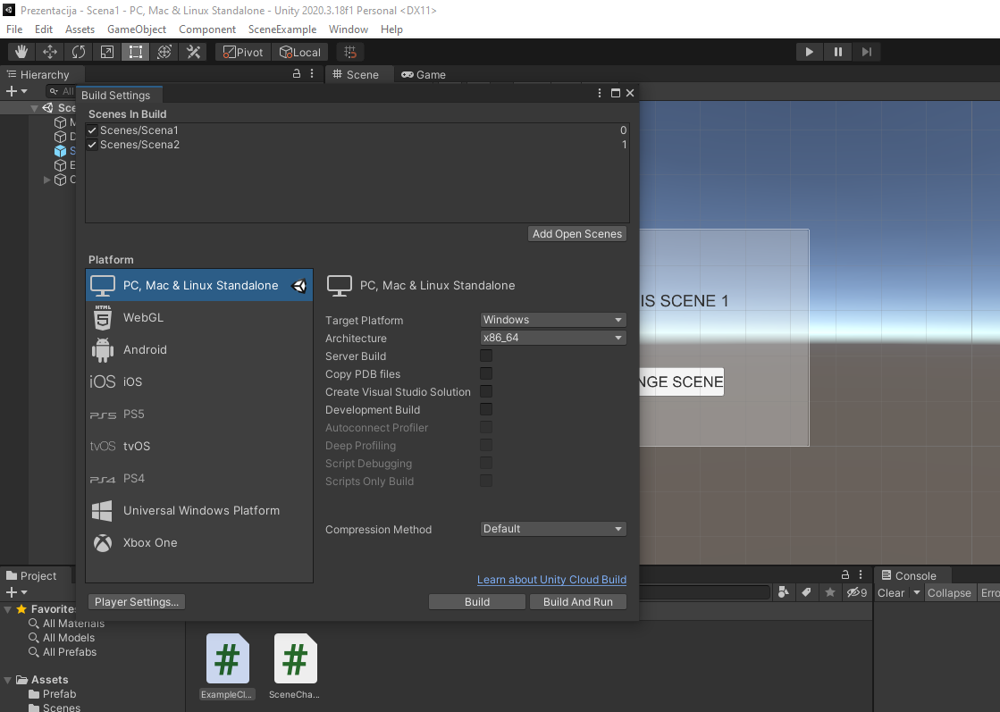 Prezentacija - Scena1 - PC, Mac & Linux Standalone - Unity 2020.3.18f1 Personal <DX11>
File Edit Assets GameObject Component SceneExample Window Help
Pivot Local
Hierarchy Scene Game
All
Build Settings
Scenes In Build
Scenes/Scena1 0
Scenes/Scena2 1
Add Open Scenes
Platform
PC, Mac & Linux Standalone
WebGL
Android
iOS iOS
PS5 PS5
tvOS tvOS
PS4 PS4
Universal Windows Platform
Xbox One
PC, Mac & Linux Standalone
Target Platform Windows
Architecture x86_64
Server Build
Copy PDB files
Create Visual Studio Solution
Development Build
Autoconnect Profiler
Deep Profiling
Script Debugging
Scripts Only Build
Compression Method Default
Learn about Unity Cloud Build
Player Settings... Build Build And Run
IS SCENE 1
NGE SCENE
Project
Favorites
All Materials
All Models
All Prefabs
Assets
Prefab
Scenes
ExampleCl... SceneCha...
9
Console
Clear Collapse Erro